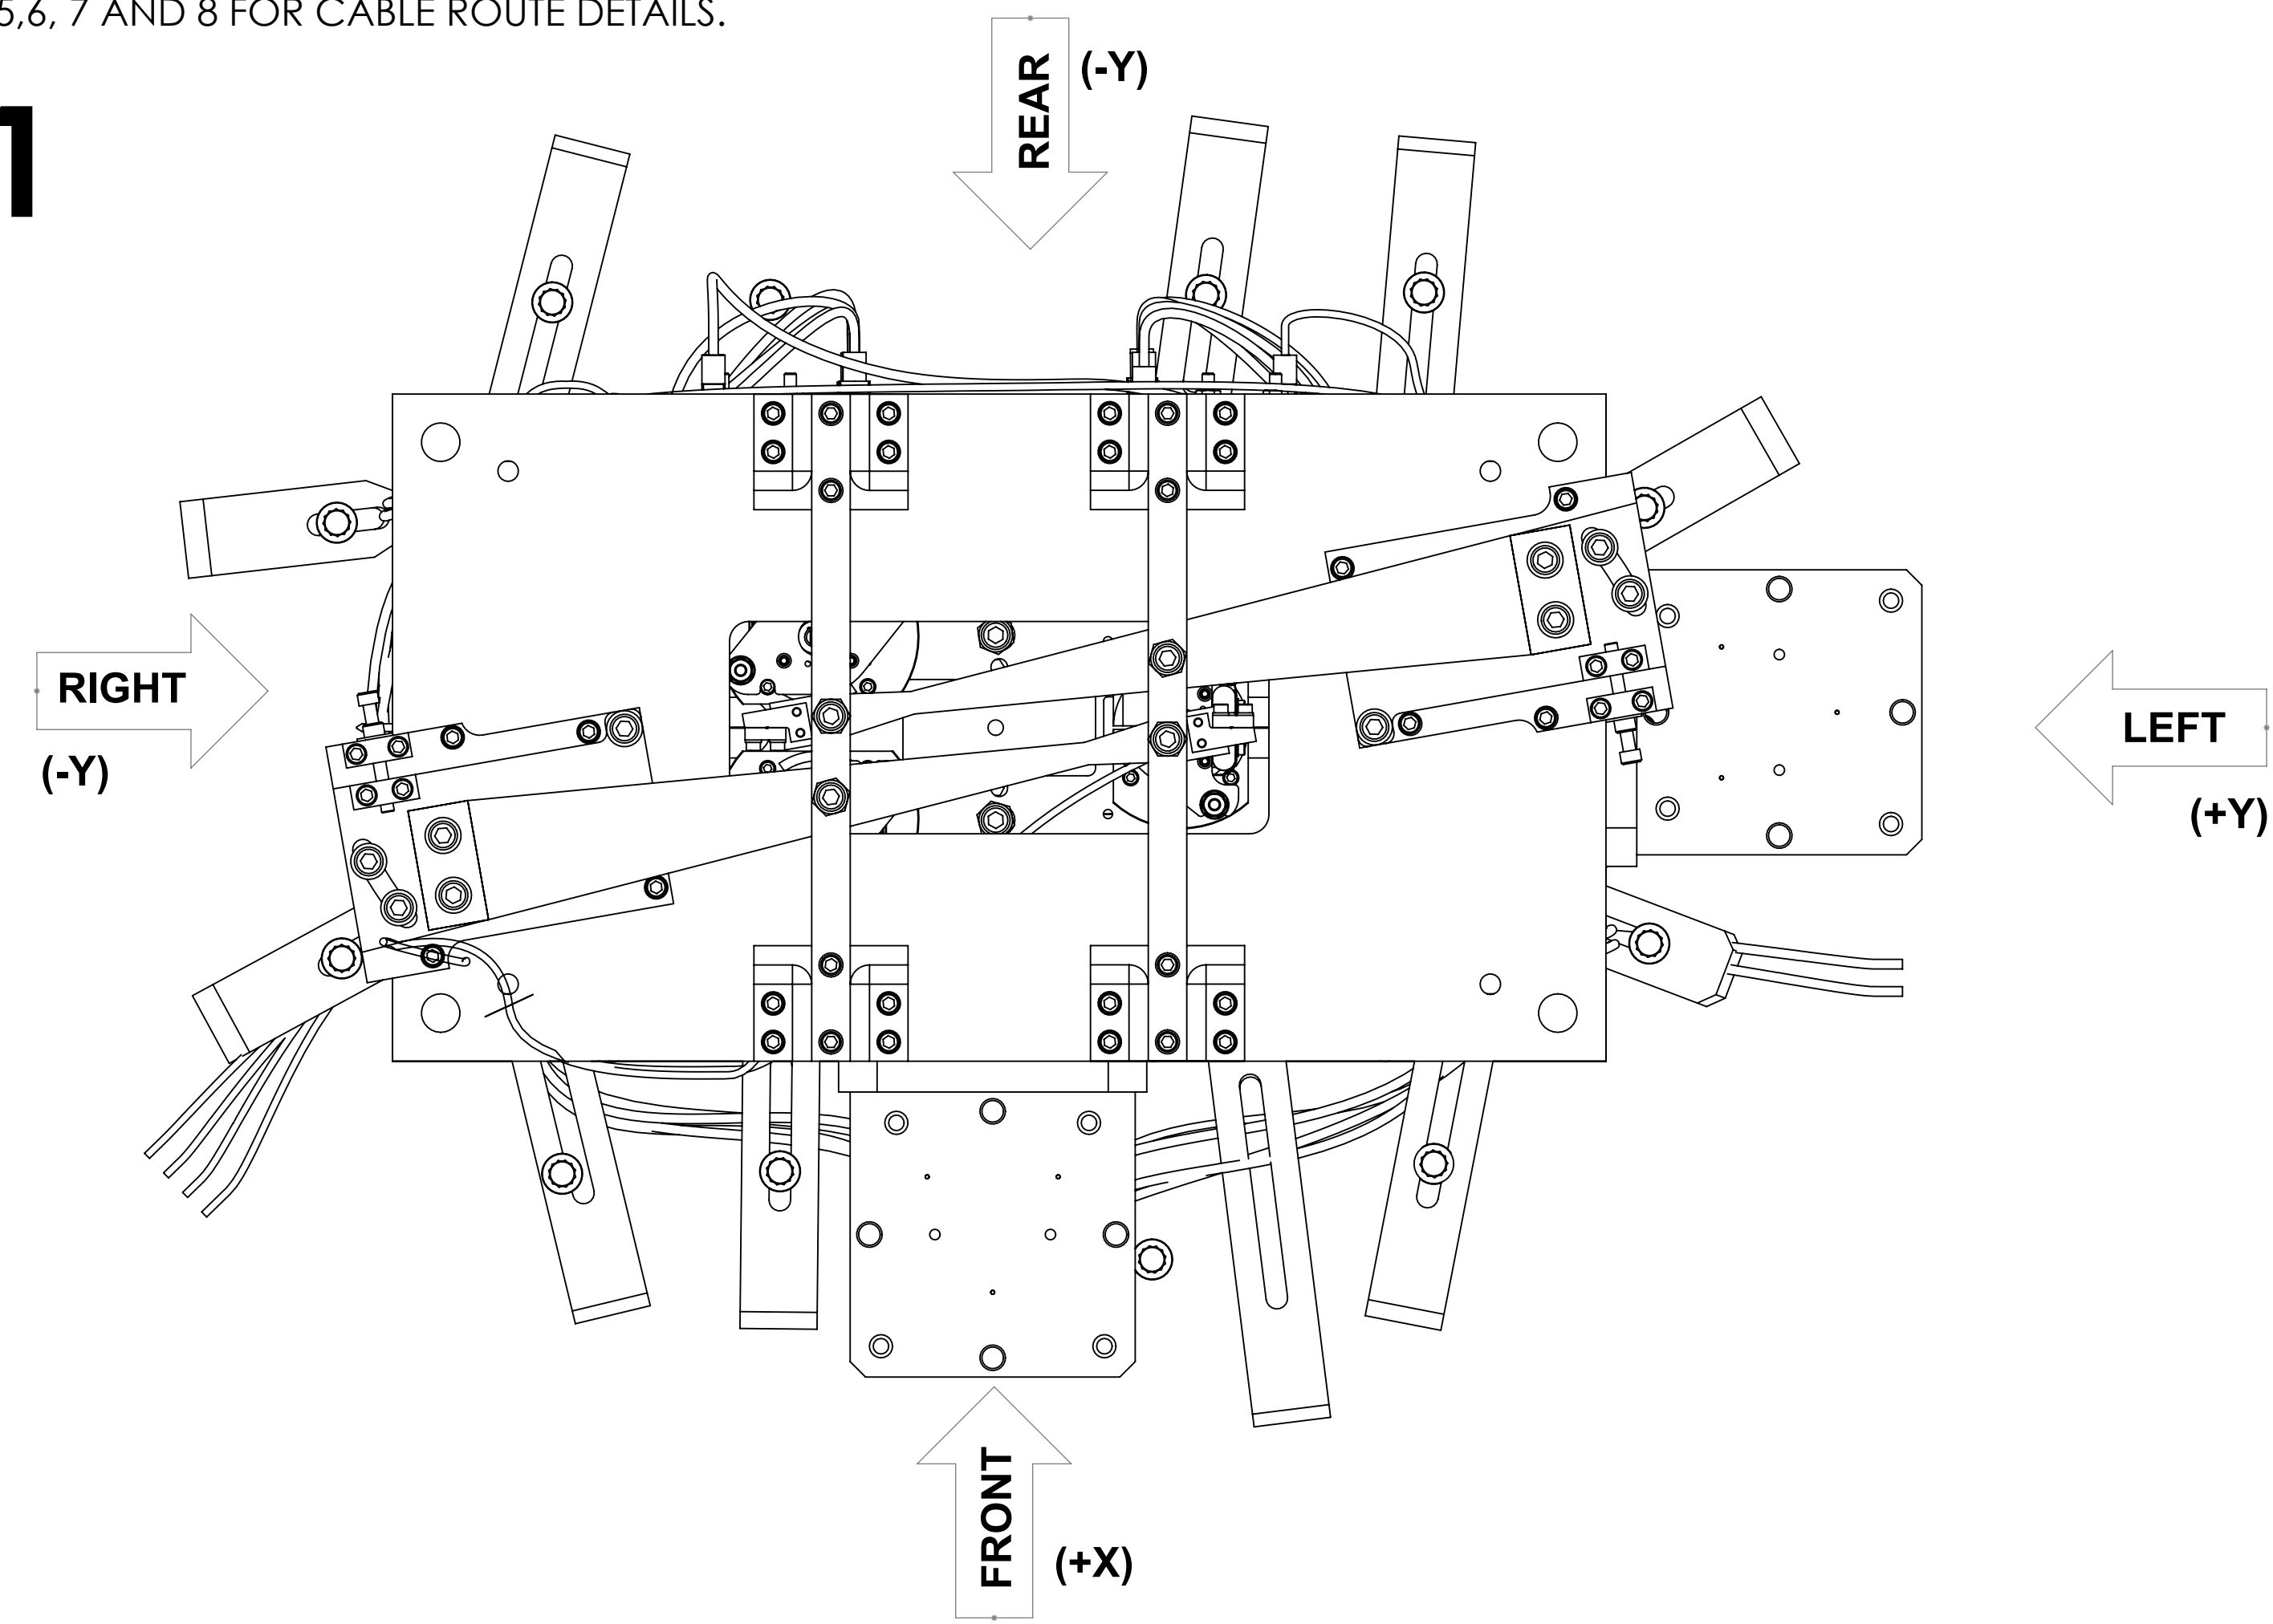 5,6, 7 AND 8 FOR CABLE ROUTE DETAILS.
1
REAR
(-Y)
RIGHT
(-Y)
LEFT
(+Y)
FRONT
(+X)